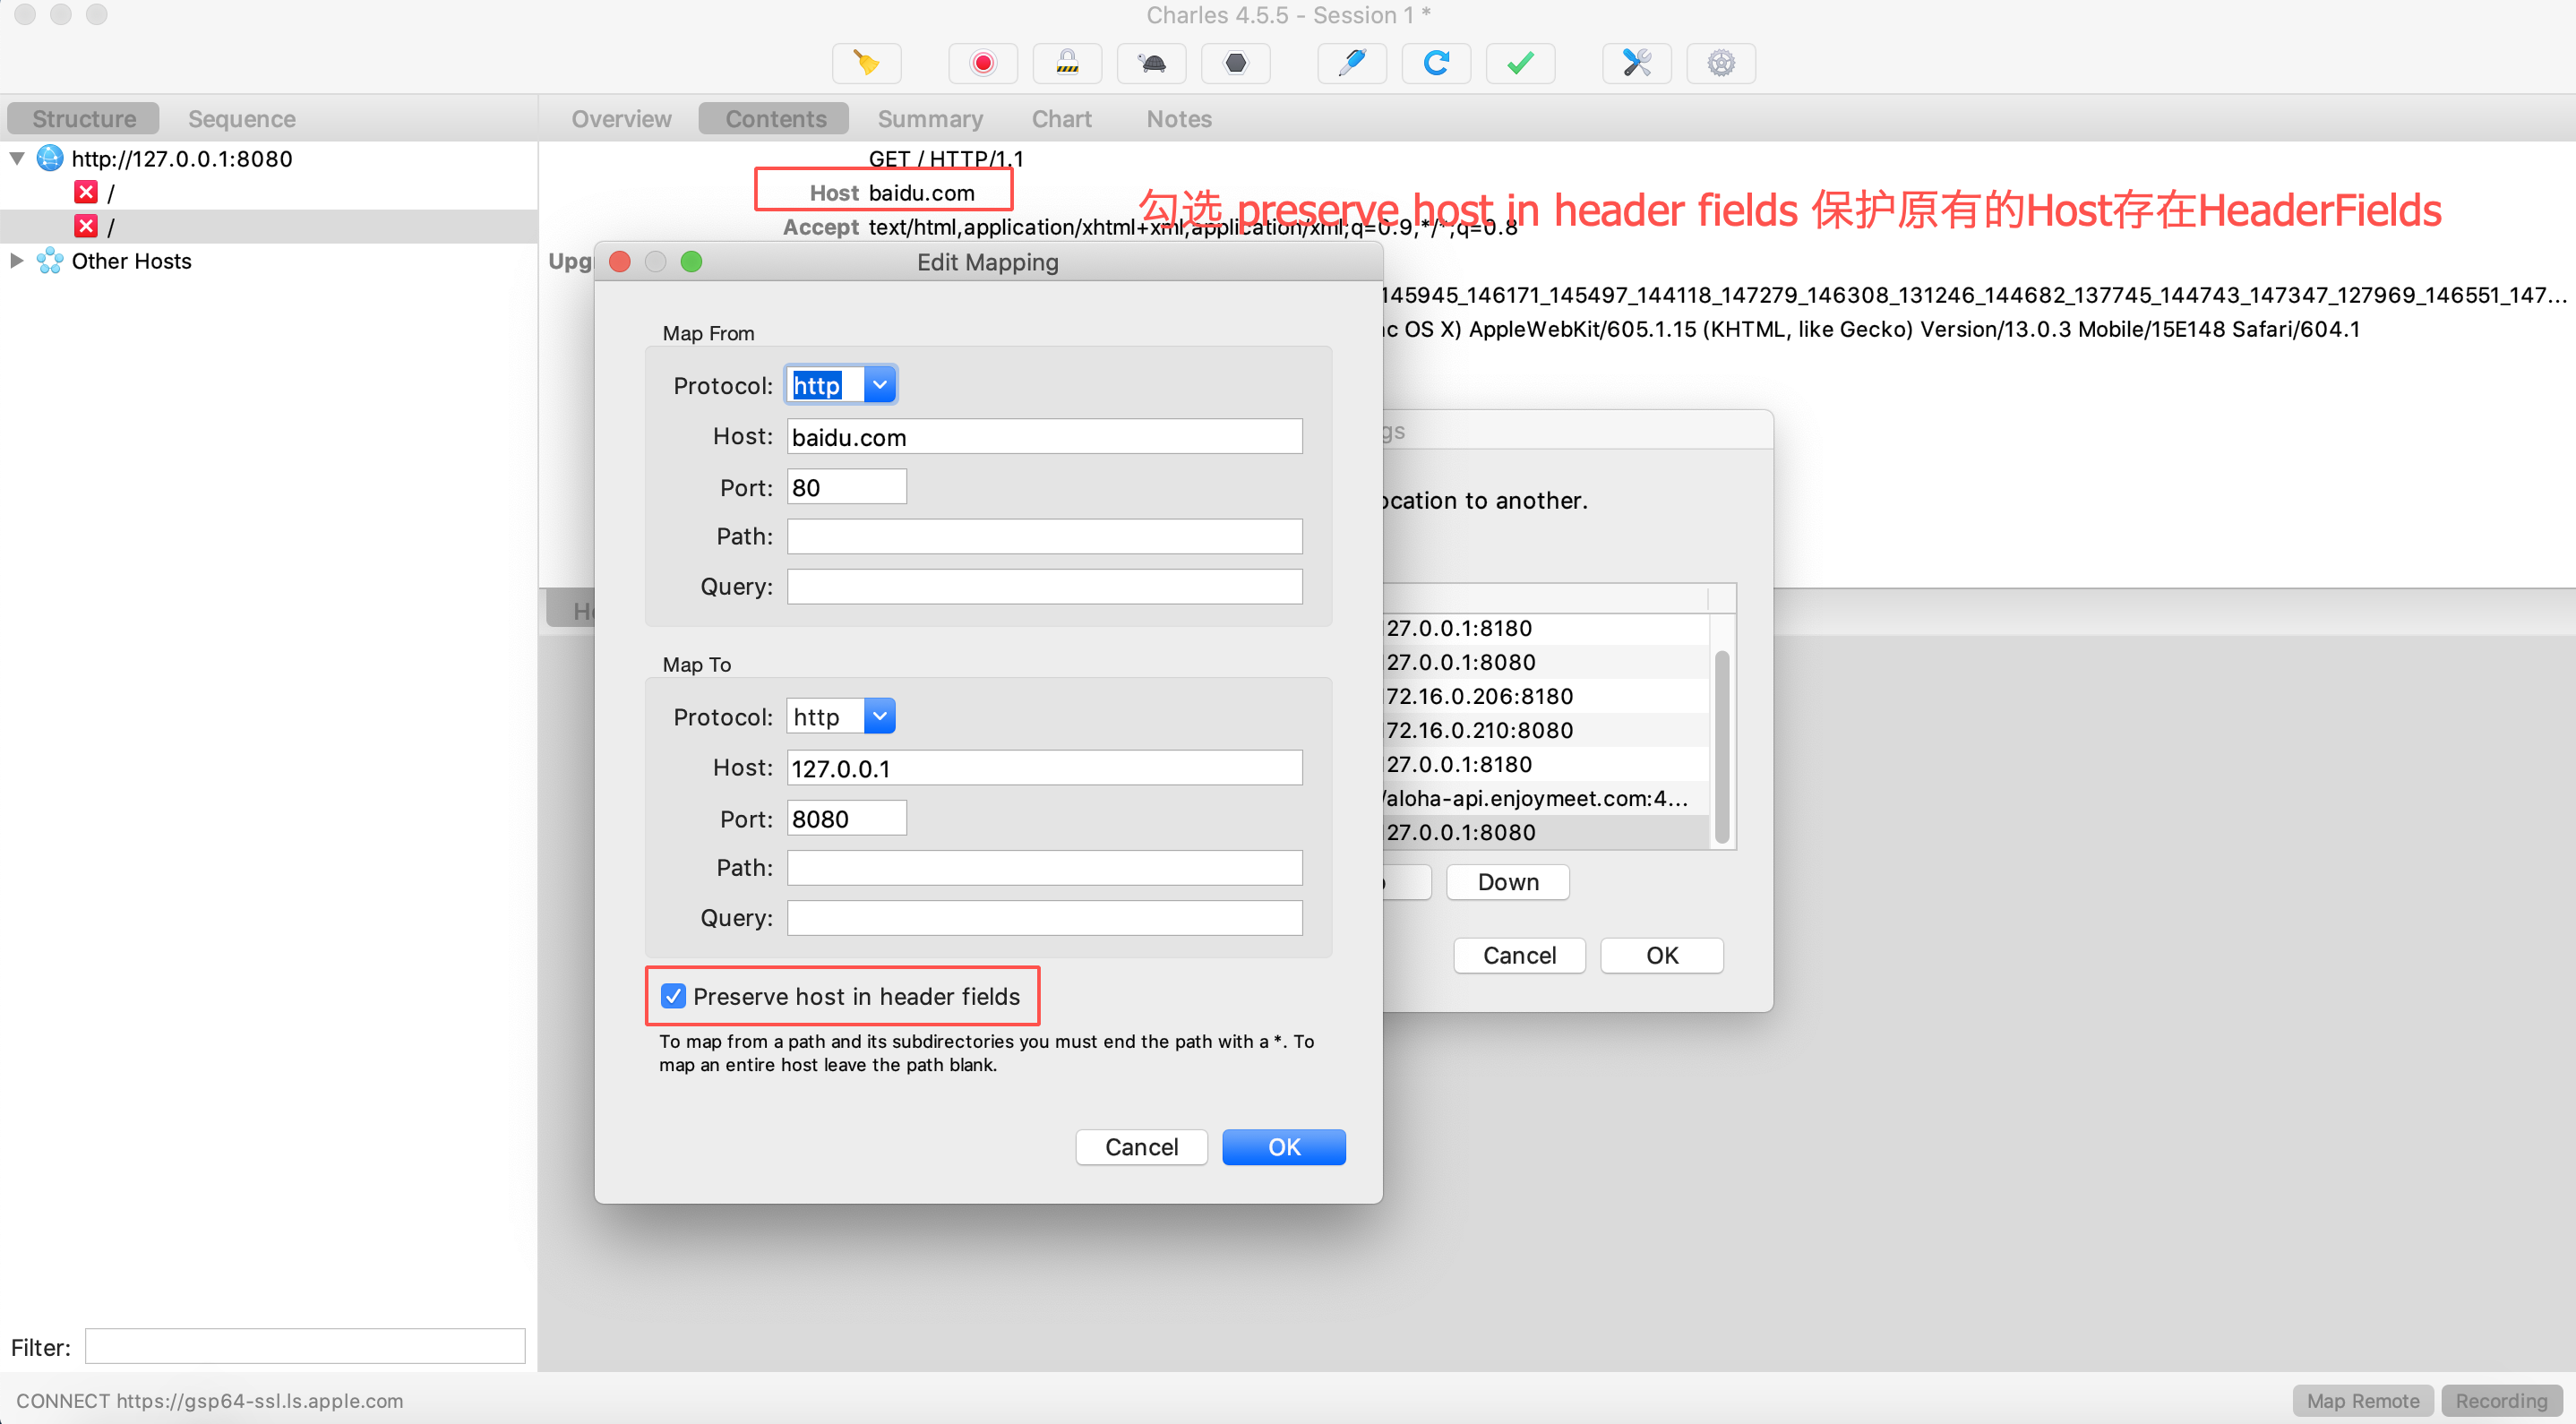 Charles 4.5.5 - Session 1 *
Structure
Sequence
Overview
Contents
Summary
Chart
Notes
http://127.0.0.1:8080
/
/
Other Hosts
GET / HTTP/1.1
Host baidu.com
勾选 preserve host in header fields 保护原有的Host存在HeaderFields
Accept text/html,application/xhtml+xml,application/xml;q=0.9,*/*;q=0.8
145945_146171_145497_144118_147279_146308_131246_144682_137745_144743_147347_127969_146551_147...
OS X) AppleWebKit/605.1.15 (KHTML, like Gecko) Version/13.0.3 Mobile/15E148 Safari/604.1
Edit Mapping
Map From
Protocol: http
Host: baidu.com
Port: 80
Path:
Query:
Map To
Protocol: http
Host: 127.0.0.1
Port: 8080
Path:
Query:
Preserve host in header fields
To map from a path and its subdirectories you must end the path with a *. To
map an entire host leave the path blank.
Cancel
OK
to another.
27.0.0.1:8180
27.0.0.1:8080
72.16.0.206:8180
72.16.0.210:8080
27.0.0.1:8180
/aloha-api.enjoymeet.com:4...
27.0.0.1:8080
Down
Cancel
OK
Filter:
CONNECT https://gsp64-ssl.ls.apple.com
Map Remote
Recording